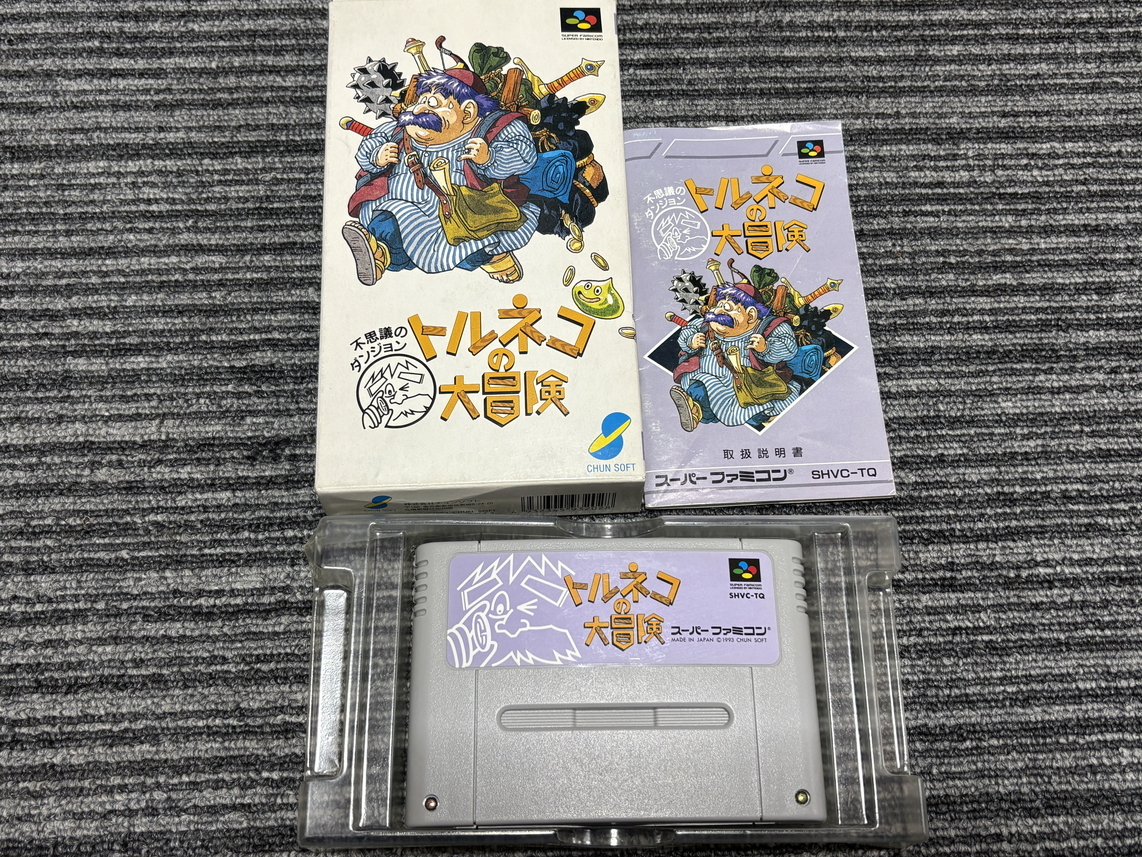 SUPER FAMICOM
LICENSED BY NINTENDO
不思議の
ダンジョン
トルネコ
の
大冒険
CHUN SOFT
不思議の
ダンジョン
トルネコ
の
大冒険
取扱説明書
スーパーファミコン® SHVC-TQ
トルネコ
の
大冒険
SUPER FAMICOM
SHVC-TQ
スーパーファミコン®
MADE IN JAPAN ©1993 CHUN SOFT